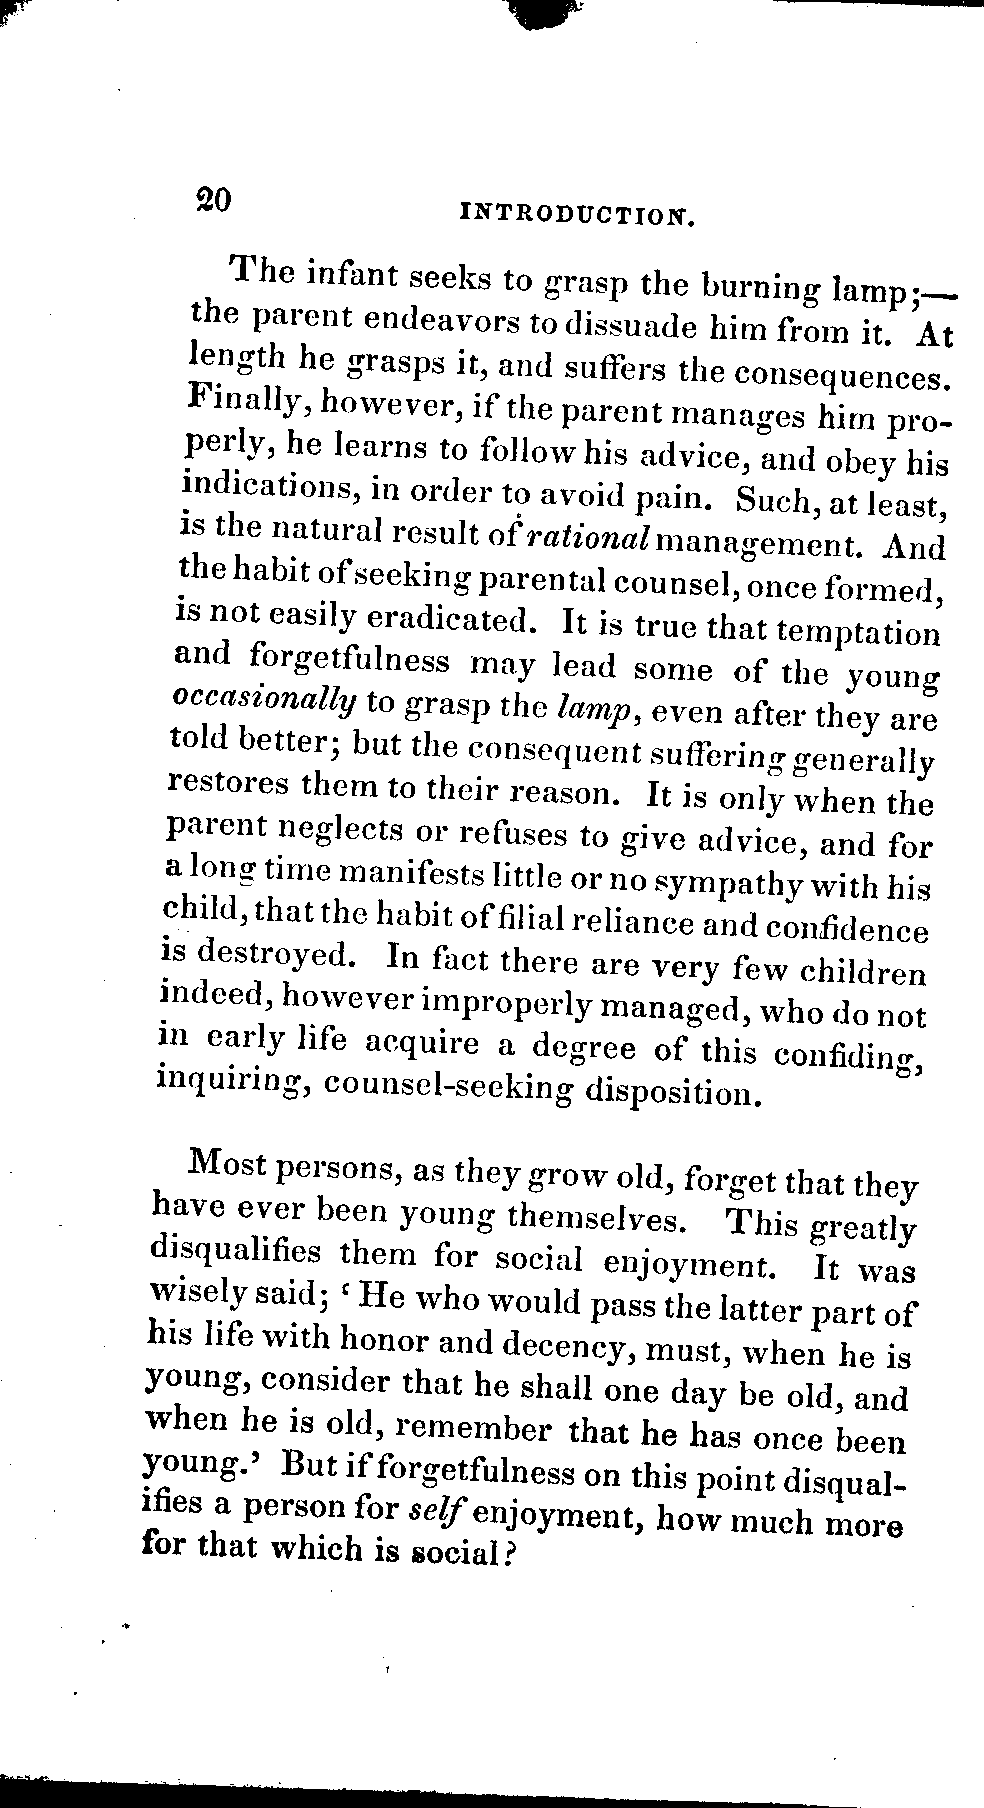 20
INTRODUCTION.
The infant seeks to grasp the burning lamp;—
the parent endeavors to dissuade him from it. At
length he grasps it, and suffers the consequences.
Finally, however, if the parent manages him pro-
perly, he learns to follow his advice, and obey his
indications, in order to avoid pain. Such, at least,
is the natural result of rational management. And
the habit of seeking parental counsel, once formed,
is not easily eradicated. It is true that temptation
and forgetfulness may lead some of the young
occasionally to grasp the lamp, even after they are
told better; but the consequent suffering generally
restores them to their reason. It is only when the
parent neglects or refuses to give advice, and for
a long time manifests little or no sympathy with his
child, that the habit of filial reliance and confidence
is destroyed. In fact there are very few children
indeed, however improperly managed, who do not
in early life acquire a degree of this confiding,
inquiring, counsel-seeking disposition.
Most persons, as they grow old, forget that they
have ever been young themselves. This greatly
disqualifies them for social enjoyment. It was
wisely said; ‘ He who would pass the latter part of
his life with honor and decency, must, when he is
young, consider that he shall one day be old, and
when he is old, remember that he has once been
young.’ But if forgetfulness on this point disqual-
ifies a person for self enjoyment, how much more
for that which is social?